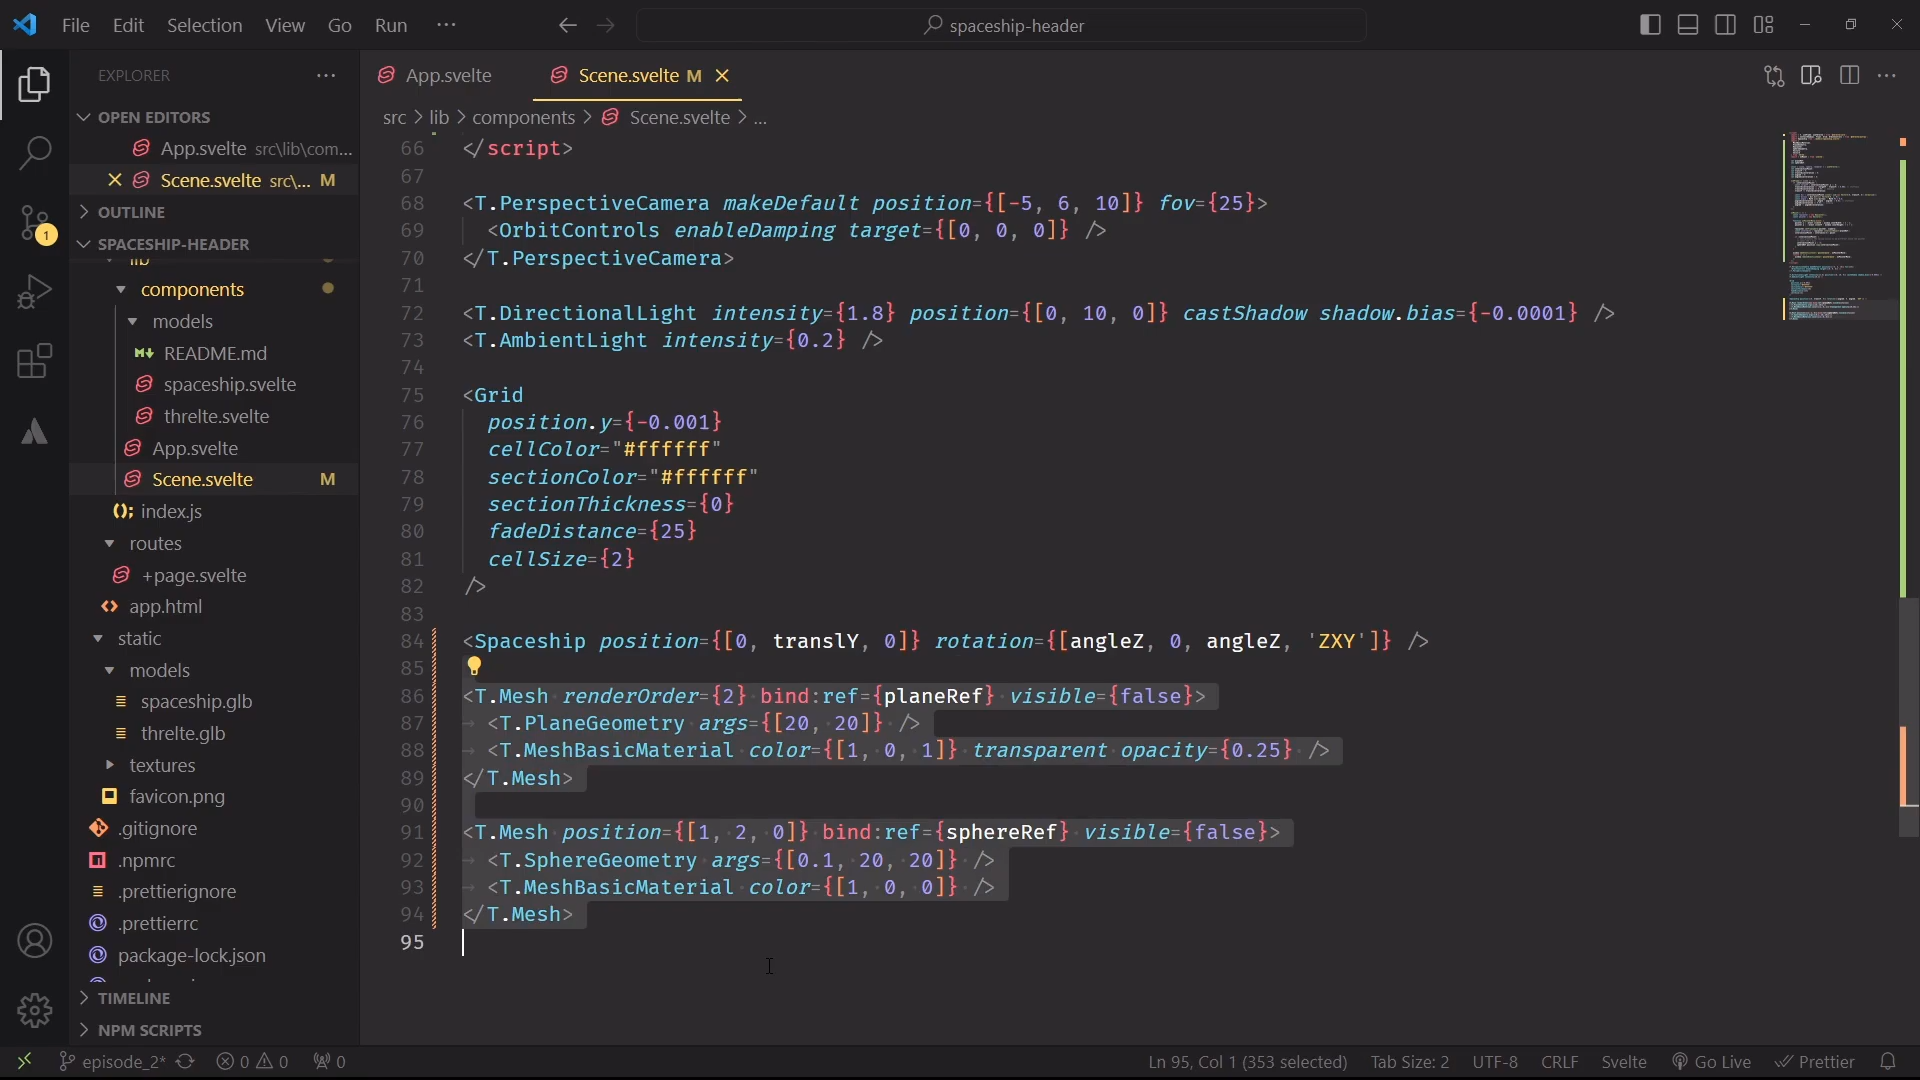 File Edit Selection View Go Run ···
spaceship-header
EXPLORER ···
OPEN EDITORS
App.svelte src\lib\com...
Scene.svelte src\... M
OUTLINE
SPACESHIP-HEADER
lib
components
models
README.md
spaceship.svelte
threlte.svelte
App.svelte
Scene.svelte M
index.js
routes
+page.svelte
app.html
static
models
spaceship.glb
threlte.glb
textures
favicon.png
.gitignore
.npmrc
.prettierignore
.prettierrc
package-lock.json
TIMELINE
NPM SCRIPTS
1
App.svelte Scene.svelte M
src > lib > components > Scene.svelte > ...
66 </script>
67
68 <T.PerspectiveCamera makeDefault position={[-5, 6, 10]} fov={25}>
69 <OrbitControls enableDamping target={[0, 0, 0]} />
70 </T.PerspectiveCamera>
71
72 <T.DirectionalLight intensity={1.8} position={[0, 10, 0]} castShadow shadow.bias={-0.0001} />
73 <T.AmbientLight intensity={0.2} />
74
75 <Grid
76 position.y={-0.001}
77 cellColor="#ffffff"
78 sectionColor="#ffffff"
79 sectionThickness={0}
80 fadeDistance={25}
81 cellSize={2}
82 />
83
84 <Spaceship position={[0, translY, 0]} rotation={[angleZ, 0, angleZ, 'ZXY']} />
85
86 <T.Mesh renderOrder={2} bind:ref={planeRef} visible={false}>
87 <T.PlaneGeometry args={[20, 20]} />
88 <T.MeshBasicMaterial color={[1, 0, 1]} transparent opacity={0.25} />
89 </T.Mesh>
90
91 <T.Mesh position={[1, 2, 0]} bind:ref={sphereRef} visible={false}>
92 <T.SphereGeometry args={[0.1, 20, 20]} />
93 <T.MeshBasicMaterial color={[1, 0, 0]} />
94 </T.Mesh>
95
episode_2* 0 0 0 Ln 95, Col 1 (353 selected) Tab Size: 2 UTF-8 CRLF Svelte Go Live Prettier